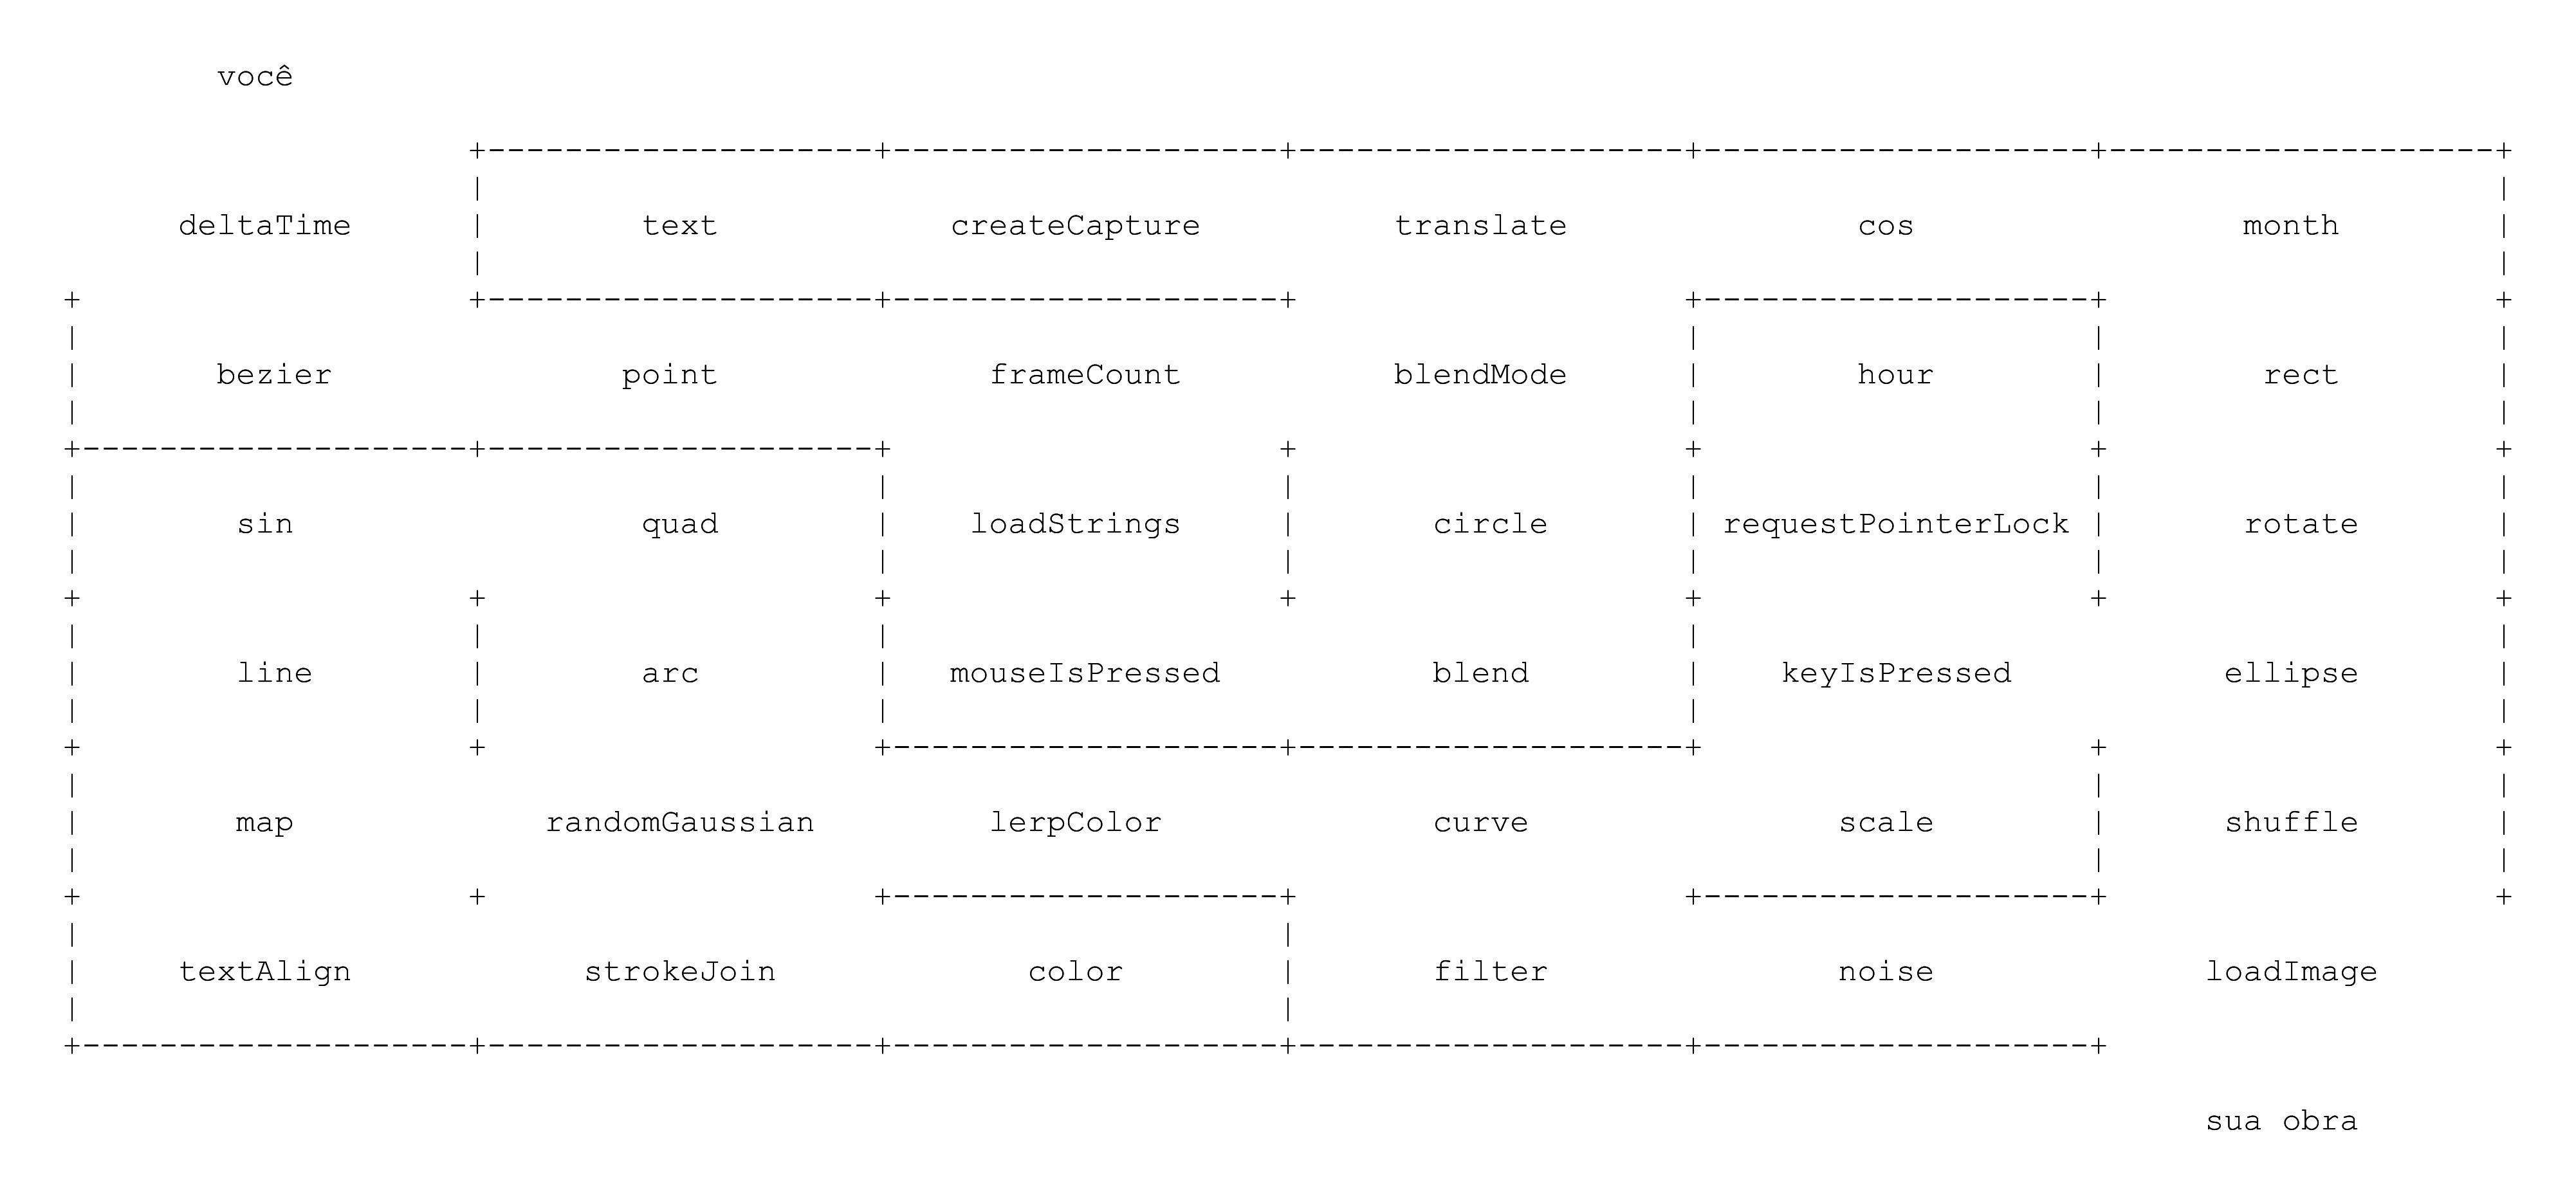 você
deltaTime text createCapture translate cos month
bezier point frameCount blendMode hour rect
sin quad loadStrings circle requestPointerLock rotate
line arc mouseIsPressed blend keyIsPressed ellipse
map randomGaussian lerpColor curve scale shuffle
textAlign strokeJoin color filter noise loadImage
sua obra